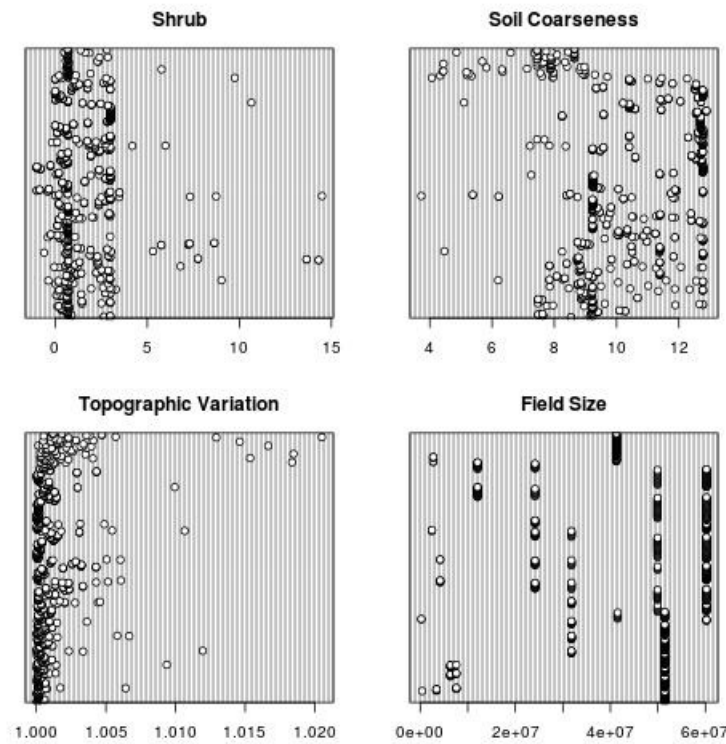 Shrub
Soil Coarseness
0 5 10 15
4 6 8 10 12
Topographic Variation
Field Size
1.000 1.005 1.010 1.015 1.020
0e+00 2e+07 4e+07 6e+07